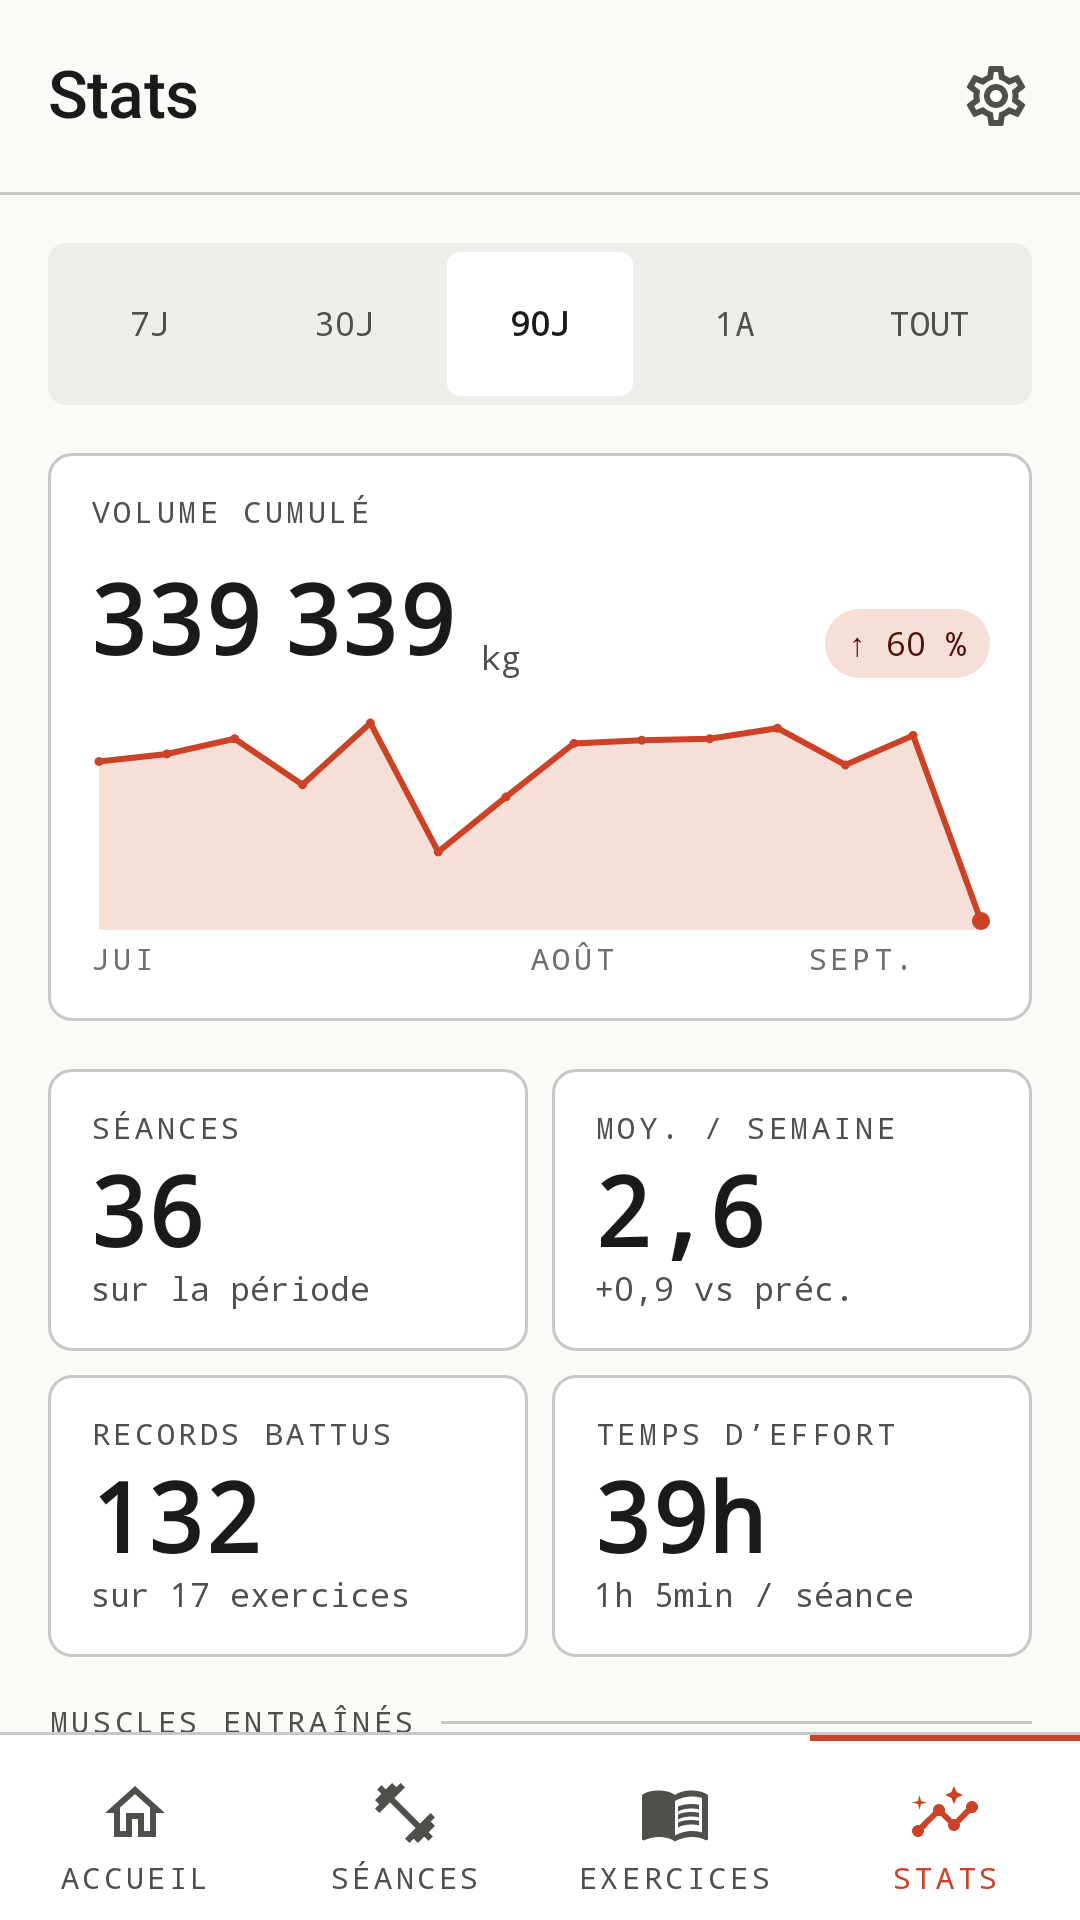 Stats
7J 30J 90J 1A TOUT
VOLUME CUMULÉ
339 339 kg
↑ 60 %
JUI AOÛT SEPT.
SÉANCES
36
sur la période
MOY. / SEMAINE
2,6
+0,9 vs préc.
RECORDS BATTUS
132
sur 17 exercices
TEMPS D’EFFORT
39h
1h 5min / séance
MUSCLES ENTRAÎNÉS
ACCUEIL SÉANCES EXERCICES STATS